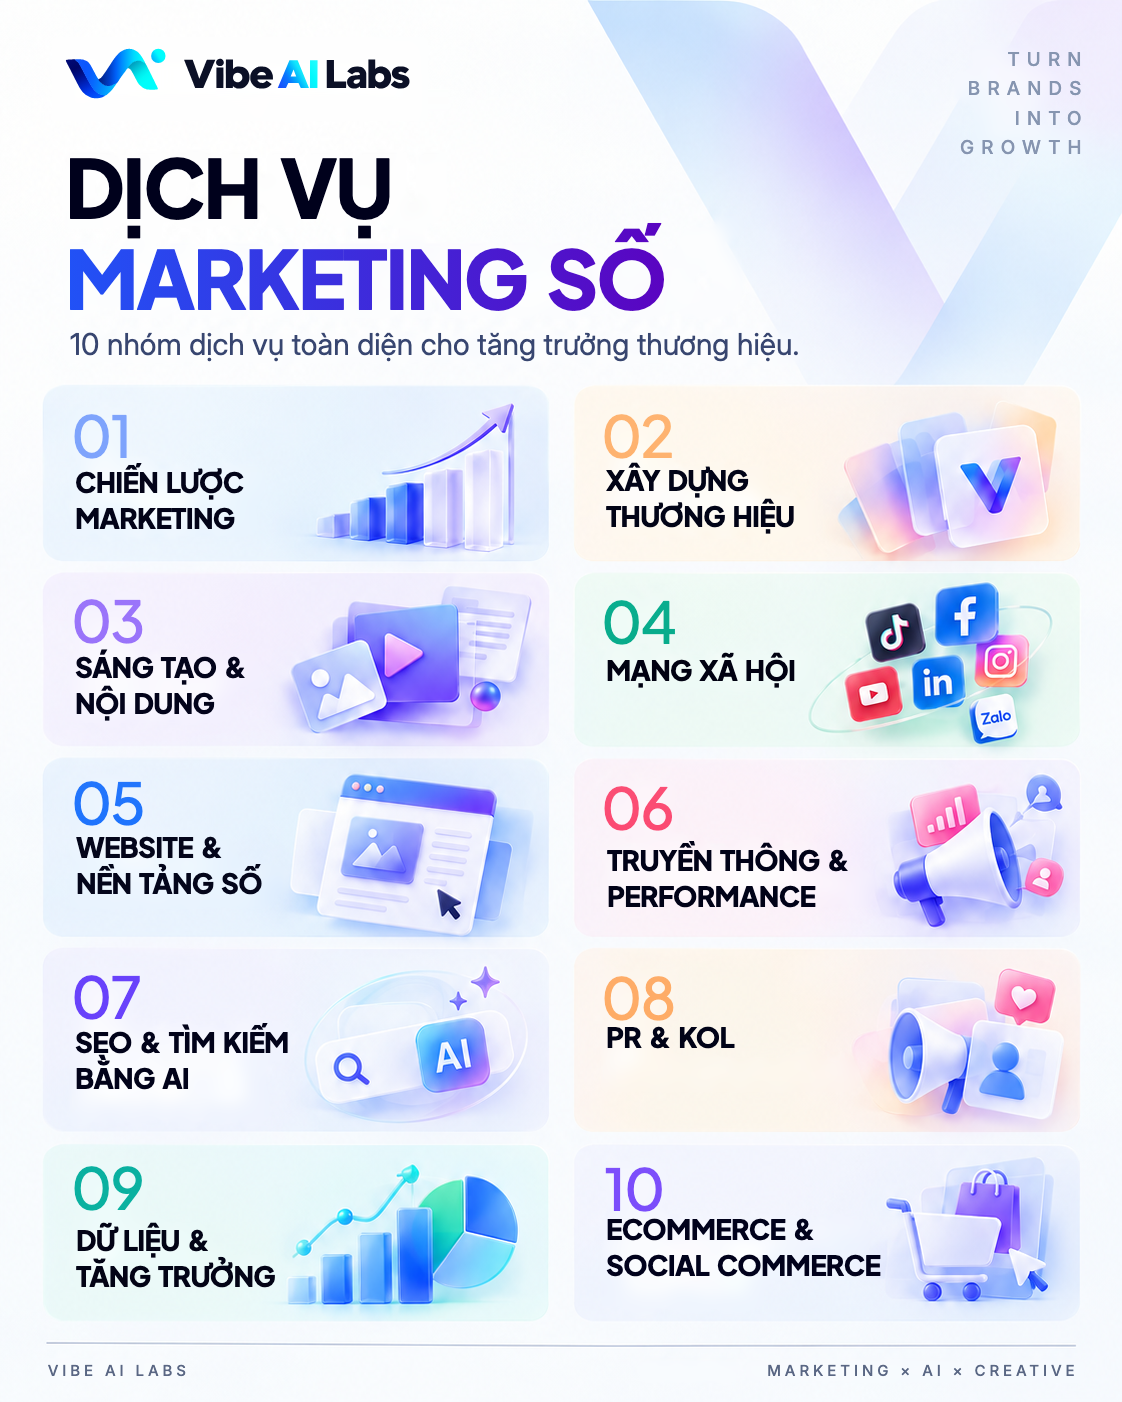 Vibe AI Labs
TURN
BRANDS
INTO
GROWTH
DỊCH VỤ
MARKETING SỐ
10 nhóm dịch vụ toàn diện cho tăng trưởng thương hiệu.
01
CHIẾN LƯỢC
MARKETING
02
XÂY DỰNG
THƯƠNG HIỆU
V
03
SÁNG TẠO &
NỘI DUNG
04
MẠNG XÃ HỘI
f
in
Zalo
05
WEBSITE &
NỀN TẢNG SỐ
06
TRUYỀN THÔNG &
PERFORMANCE
07
SEO & TÌM KIẾM
BẰNG AI
AI
08
PR & KOL
09
DỮ LIỆU &
TĂNG TRƯỞNG
10
ECOMMERCE &
SOCIAL COMMERCE
VIBE AI LABS
MARKETING × AI × CREATIVE